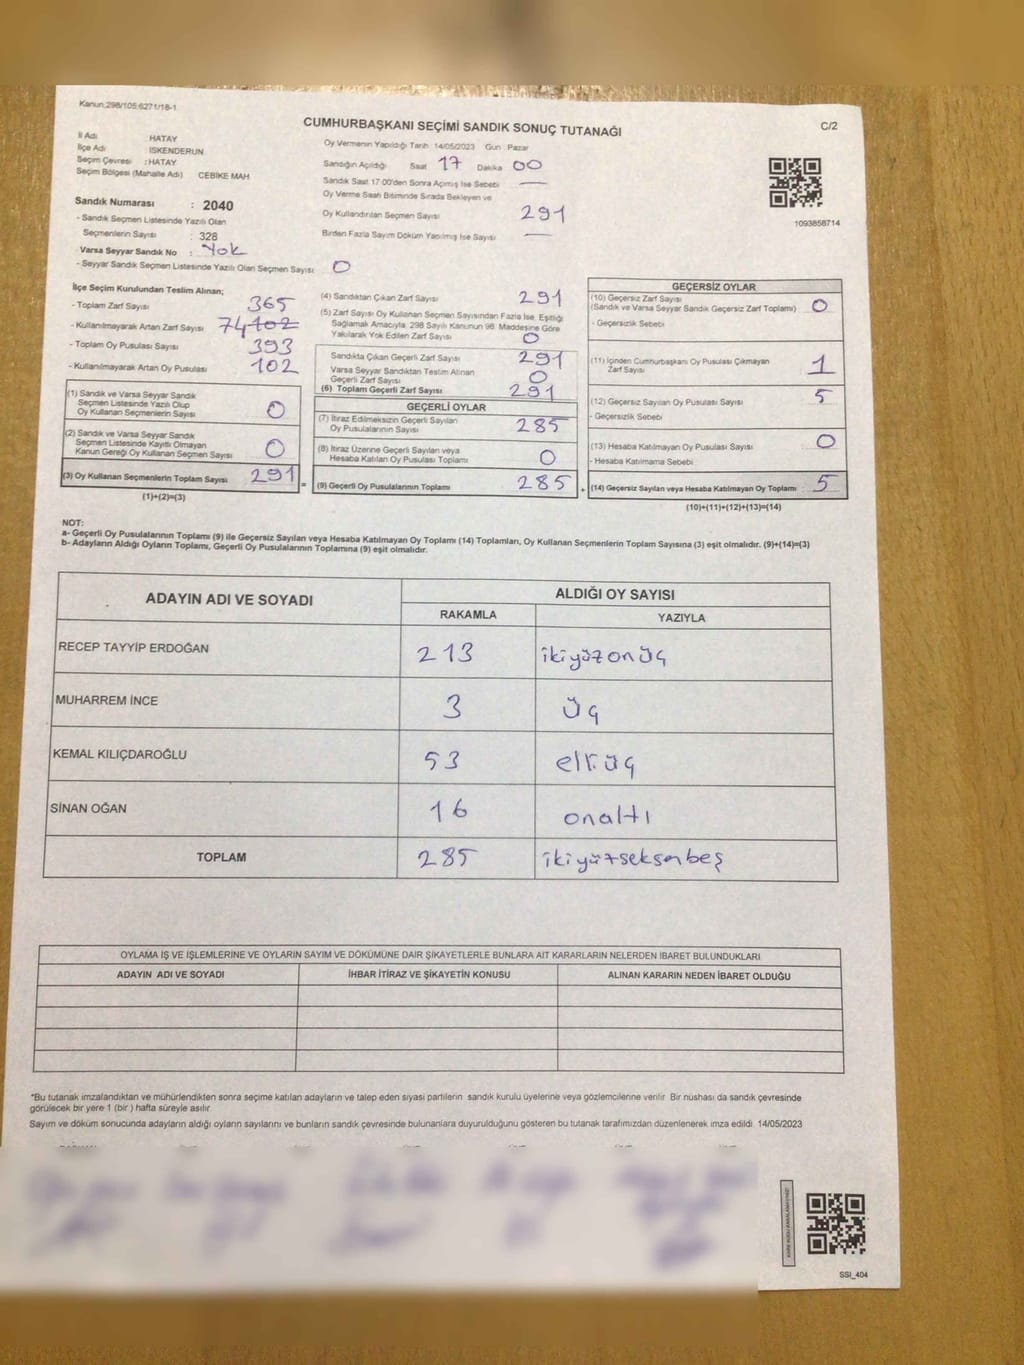 Kanun:298/105,6271/18-1
C/2
CUMHURBAŞKANI SEÇİMİ SANDIK SONUÇ TUTANAĞI
İl Adı HATAY
İlçe Adı İSKENDERUN
Seçim Çevresi :HATAY
Seçim Bölgesi (Mahalle Adı) CEBİKE MAH
Sandık Numarası : 2040
- Sandık Seçmen Listesinde Yazılı Olan
Seçmenlerin Sayısı : 328
Varsa Seyyar Sandık No : Yok
- Seyyar Sandık Seçmen Listesinde Yazılı Olan Seçmen Sayısı 0
Oy Vermenin Yapıldığı Tarih 14/05/2023 Gün Pazar
Sandığın Açıldığı Saat 17 Dakika 00
Sandık Saat 17:00'den Sonra Açılmış İse Sebebi —
Oy Verme Saati Bitiminde Sırada Bekleyen ve
Oy Kullandırılan Seçmen Sayısı 291
Birden Fazla Sayım Döküm Yapılmış İse Sayısı —
1093858714
İlçe Seçim Kurulundan Teslim Alınan;
- Toplam Zarf Sayısı 365
- Kullanılmayarak Artan Zarf Sayısı 74 102
- Toplam Oy Pusulası Sayısı 393
- Kullanılmayarak Artan Oy Pusulası 102
(1) Sandık ve Varsa Seyyar Sandık
Seçmen Listesinde Yazılı Olup
Oy Kullanan Seçmenlerin Sayısı 0
(2) Sandık ve Varsa Seyyar Sandık
Seçmen Listesinde Kayıtlı Olmayan
Kanun Gereği Oy Kullanan Seçmen Sayısı 0
(3) Oy Kullanan Seçmenlerin Toplam Sayısı 291 =
(1)+(2)=(3)
(4) Sandıktan Çıkan Zarf Sayısı 291
(5) Zarf Sayısı Oy Kullanan Seçmen Sayısından Fazla İse, Eşitliği
Sağlamak Amacıyla, 298 Sayılı Kanunun 98. Maddesine Göre
Yakılarak Yok Edilen Zarf Sayısı 0
Sandıkta Çıkan Geçerli Zarf Sayısı 291
Varsa Seyyar Sandıktan Teslim Alınan
Geçerli Zarf Sayısı 0
(6) Toplam Geçerli Zarf Sayısı 291
GEÇERLİ OYLAR
(7) İtiraz Edilmeksizin Geçerli Sayılan
Oy Pusulalarının Sayısı 285
(8) İtiraz Üzerine Geçerli Sayılan veya
Hesaba Katılan Oy Pusulası Toplamı 0
(9) Geçerli Oy Pusulalarının Toplamı 285 +
GEÇERSİZ OYLAR
(10) Geçersiz Zarf Sayısı
(Sandık ve Varsa Seyyar Sandık Geçersiz Zarf Toplamı) 0
- Geçersizlik Sebebi
(11) İçinden Cumhurbaşkanı Oy Pusulası Çıkmayan
Zarf Sayısı 1
(12) Geçersiz Sayılan Oy Pusulası Sayısı 5
- Geçersizlik Sebebi
(13) Hesaba Katılmayan Oy Pusulası Sayısı 0
- Hesaba Katılmama Sebebi
(14) Geçersiz Sayılan veya Hesaba Katılmayan Oy Toplamı 5
(10)+(11)+(12)+(13)=(14)
NOT:
a- Geçerli Oy Pusulalarının Toplamı (9) ile Geçersiz Sayılan veya Hesaba Katılmayan Oy Toplamı (14) Toplamları, Oy Kullanan Seçmenlerin Toplam Sayısına (3) eşit olmalıdır. (9)+(14)=(3)
b- Adayların Aldığı Oyların Toplamı, Geçerli Oy Pusulalarının Toplamına (9) eşit olmalıdır.
ADAYIN ADI VE SOYADI
ALDIĞI OY SAYISI
RAKAMLA YAZIYLA
RECEP TAYYİP ERDOĞAN 213 ikiyüzonüç
MUHARREM İNCE 3 Üç
KEMAL KILIÇDAROĞLU 53 elliüç
SİNAN OĞAN 16 onaltı
TOPLAM 285 ikiyüzseksenbeş
OYLAMA İŞ VE İŞLEMLERİNE VE OYLARIN SAYIM VE DÖKÜMÜNE DAİR ŞİKAYETLERLE BUNLARA AİT KARARLARIN NELERDEN İBARET BULUNDUKLARI
ADAYIN ADI VE SOYADI İHBAR İTİRAZ VE ŞİKAYETİN KONUSU ALINAN KARARIN NEDEN İBARET OLDUĞU
*Bu tutanak imzalandıktan ve mühürlendikten sonra seçime katılan adayların ve talep eden siyasi partilerin sandık kurulu üyelerine veya gözlemcilerine verilir. Bir nüshası da sandık çevresinde
görülecek bir yere 1 (bir ) hafta süreyle asılır.
Sayım ve döküm sonucunda adayların aldığı oyların sayılarını ve bunların sandık çevresinde bulunanlara duyurulduğunu gösteren bu tutanak tarafımızdan düzenlenerek imza edildi. 14/05/2023
SSI_404